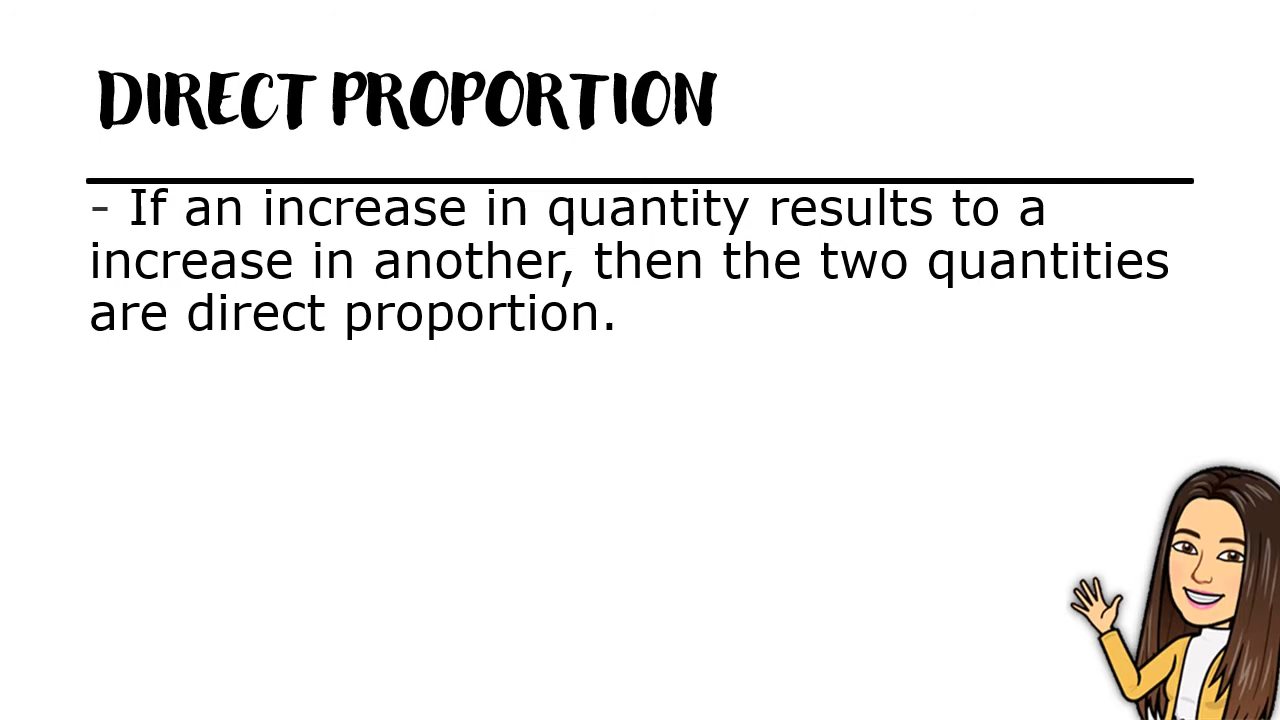 DIRECT PROPORTION
- If an increase in quantity results to a
increase in another, then the two quantities
are direct proportion.